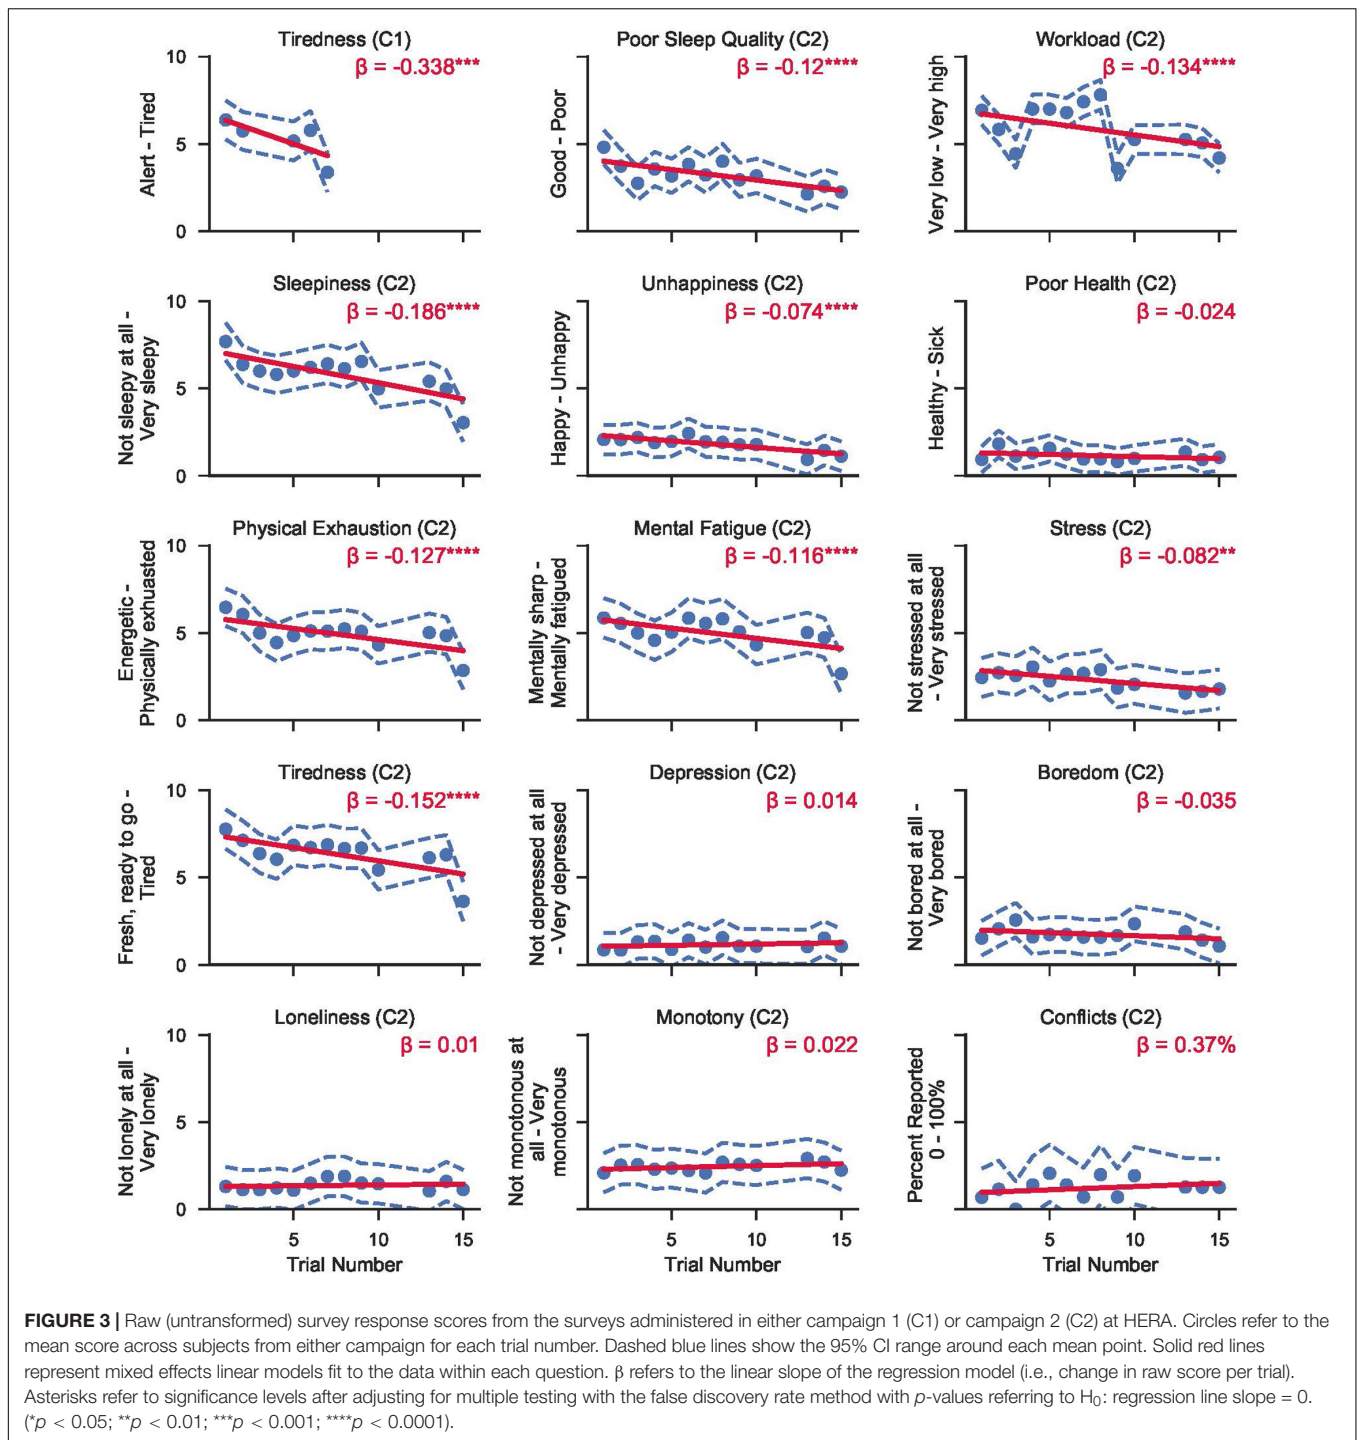 Tiredness (C1)
β = -0.338***
Alert - Tired
10
5
0
Poor Sleep Quality (C2)
β = -0.12****
Good - Poor
Workload (C2)
β = -0.134****
Very low - Very high
Sleepiness (C2)
β = -0.186****
Not sleepy at all -
Very sleepy
10
5
0
Unhappiness (C2)
β = -0.074****
Happy - Unhappy
Poor Health (C2)
β = -0.024
Healthy - Sick
Physical Exhaustion (C2)
β = -0.127****
Energetic -
Physically exhuasted
10
5
0
Mental Fatigue (C2)
β = -0.116****
Mentally sharp -
Mentally fatigued
Stress (C2)
β = -0.082**
Not stressed at all
- Very stressed
Tiredness (C2)
β = -0.152****
Fresh, ready to go -
Tired
10
5
0
Depression (C2)
β = 0.014
Not depressed at all
- Very depressed
Boredom (C2)
β = -0.035
Not bored at all -
Very bored
Loneliness (C2)
β = 0.01
Not lonely at all -
Very lonely
10
5
0
5 10 15
Trial Number
Monotony (C2)
β = 0.022
Not monotonous at
all - Very
monotonous
5 10 15
Trial Number
Conflicts (C2)
β = 0.37%
Percent Reported
0 - 100%
5 10 15
Trial Number
FIGURE 3 | Raw (untransformed) survey response scores from the surveys administered in either campaign 1 (C1) or campaign 2 (C2) at HERA. Circles refer to the
mean score across subjects from either campaign for each trial number. Dashed blue lines show the 95% CI range around each mean point. Solid red lines
represent mixed effects linear models fit to the data within each question. β refers to the linear slope of the regression model (i.e., change in raw score per trial).
Asterisks refer to significance levels after adjusting for multiple testing with the false discovery rate method with p-values referring to H₀: regression line slope = 0.
(*p < 0.05; **p < 0.01; ***p < 0.001; ****p < 0.0001).